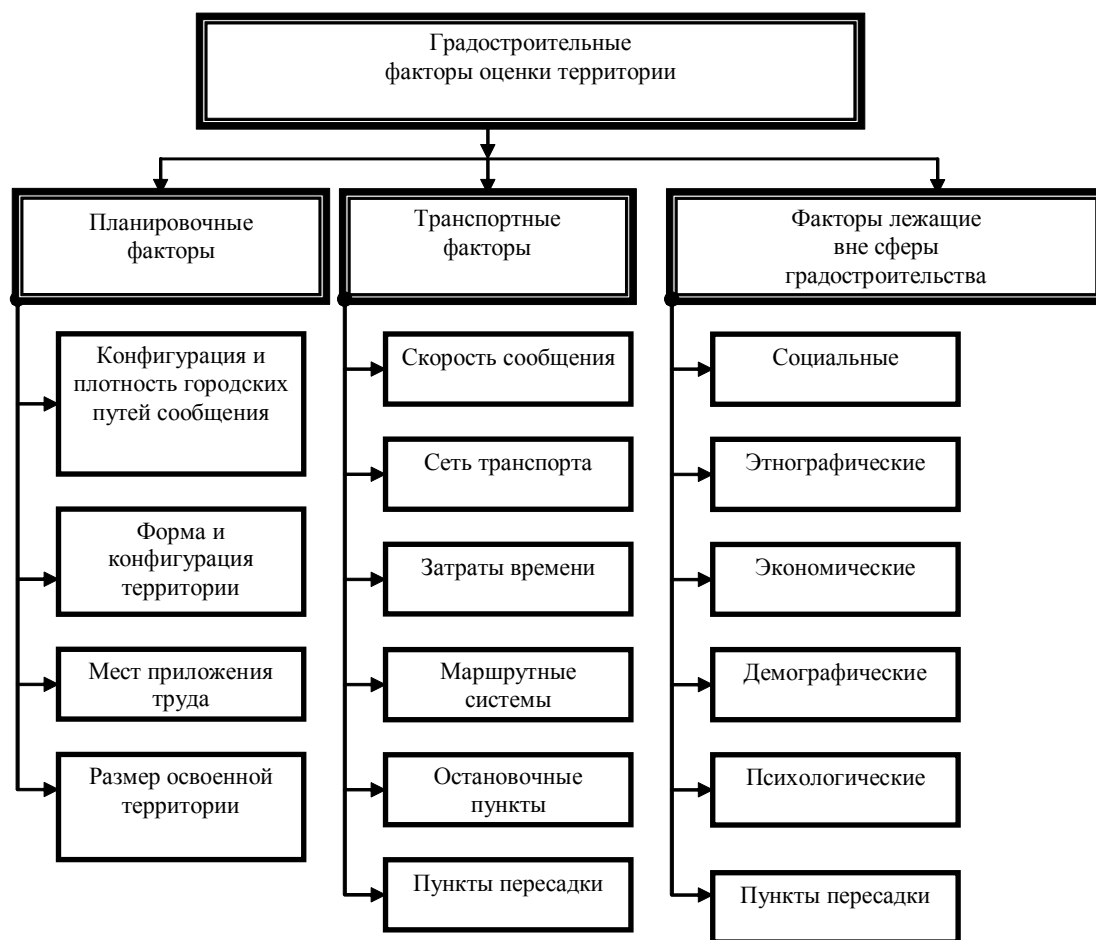 Градостроительные
факторы оценки территории
Планировочные
факторы
Транспортные
факторы
Факторы лежащие
вне сферы
градостроительства
Конфигурация и
плотность городских
путей сообщения
Форма и
конфигурация
территории
Мест приложения
труда
Размер освоенной
территории
Скорость сообщения
Сеть транспорта
Затраты времени
Маршрутные
системы
Остановочные
пункты
Пункты пересадки
Социальные
Этнографические
Экономические
Демографические
Психологические
Пункты пересадки